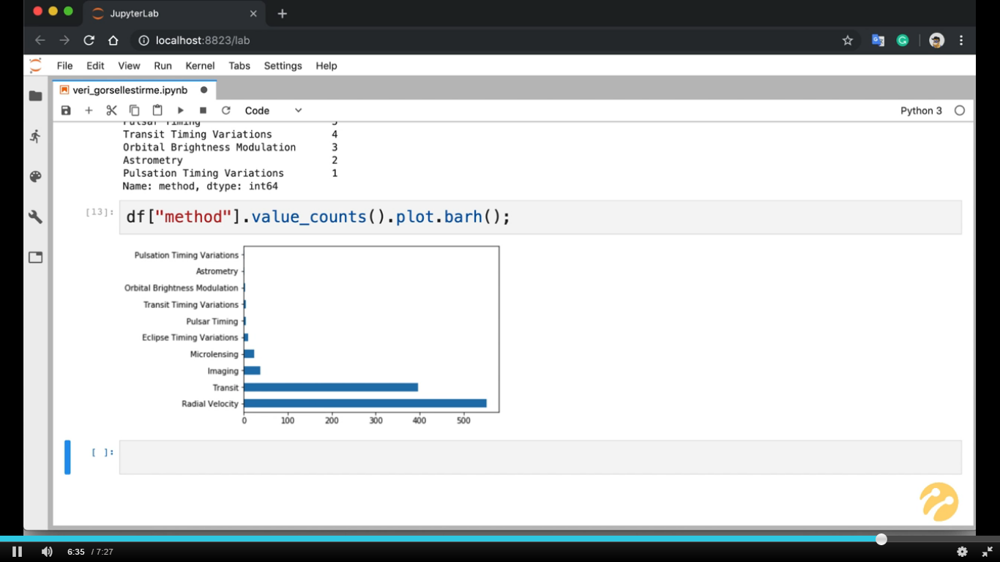 JupyterLab
localhost:8823/lab
File Edit View Run Kernel Tabs Settings Help
veri_gorsellestirme.ipynb
Code Python 3
Pulsar Timing 5
Transit Timing Variations 4
Orbital Brightness Modulation 3
Astrometry 2
Pulsation Timing Variations 1
Name: method, dtype: int64
[13]: df["method"].value_counts().plot.barh();
Pulsation Timing Variations
Astrometry
Orbital Brightness Modulation
Transit Timing Variations
Pulsar Timing
Eclipse Timing Variations
Microlensing
Imaging
Transit
Radial Velocity
0 100 200 300 400 500
[ ]:
6:35 / 7:27